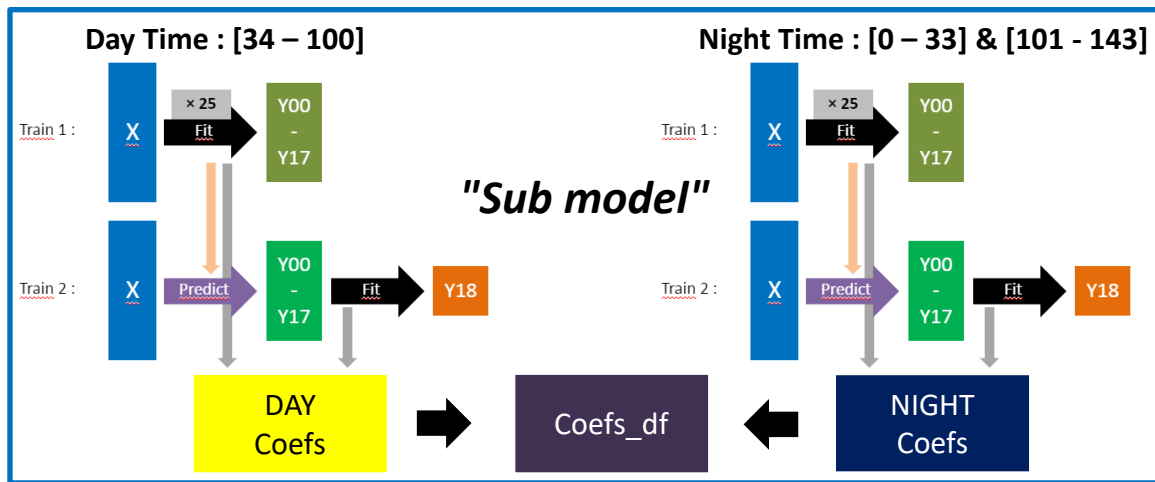 Day Time : [34 – 100]
Night Time : [0 – 33] & [101 - 143]
Train 1 :
X
× 25
Fit
Y00
-
Y17
Train 1 :
X
× 25
Fit
Y00
-
Y17
"Sub model"
Train 2 :
X
Predict
Y00
-
Y17
Fit
Y18
Train 2 :
X
Predict
Y00
-
Y17
Fit
Y18
DAY
Coefs
Coefs_df
NIGHT
Coefs